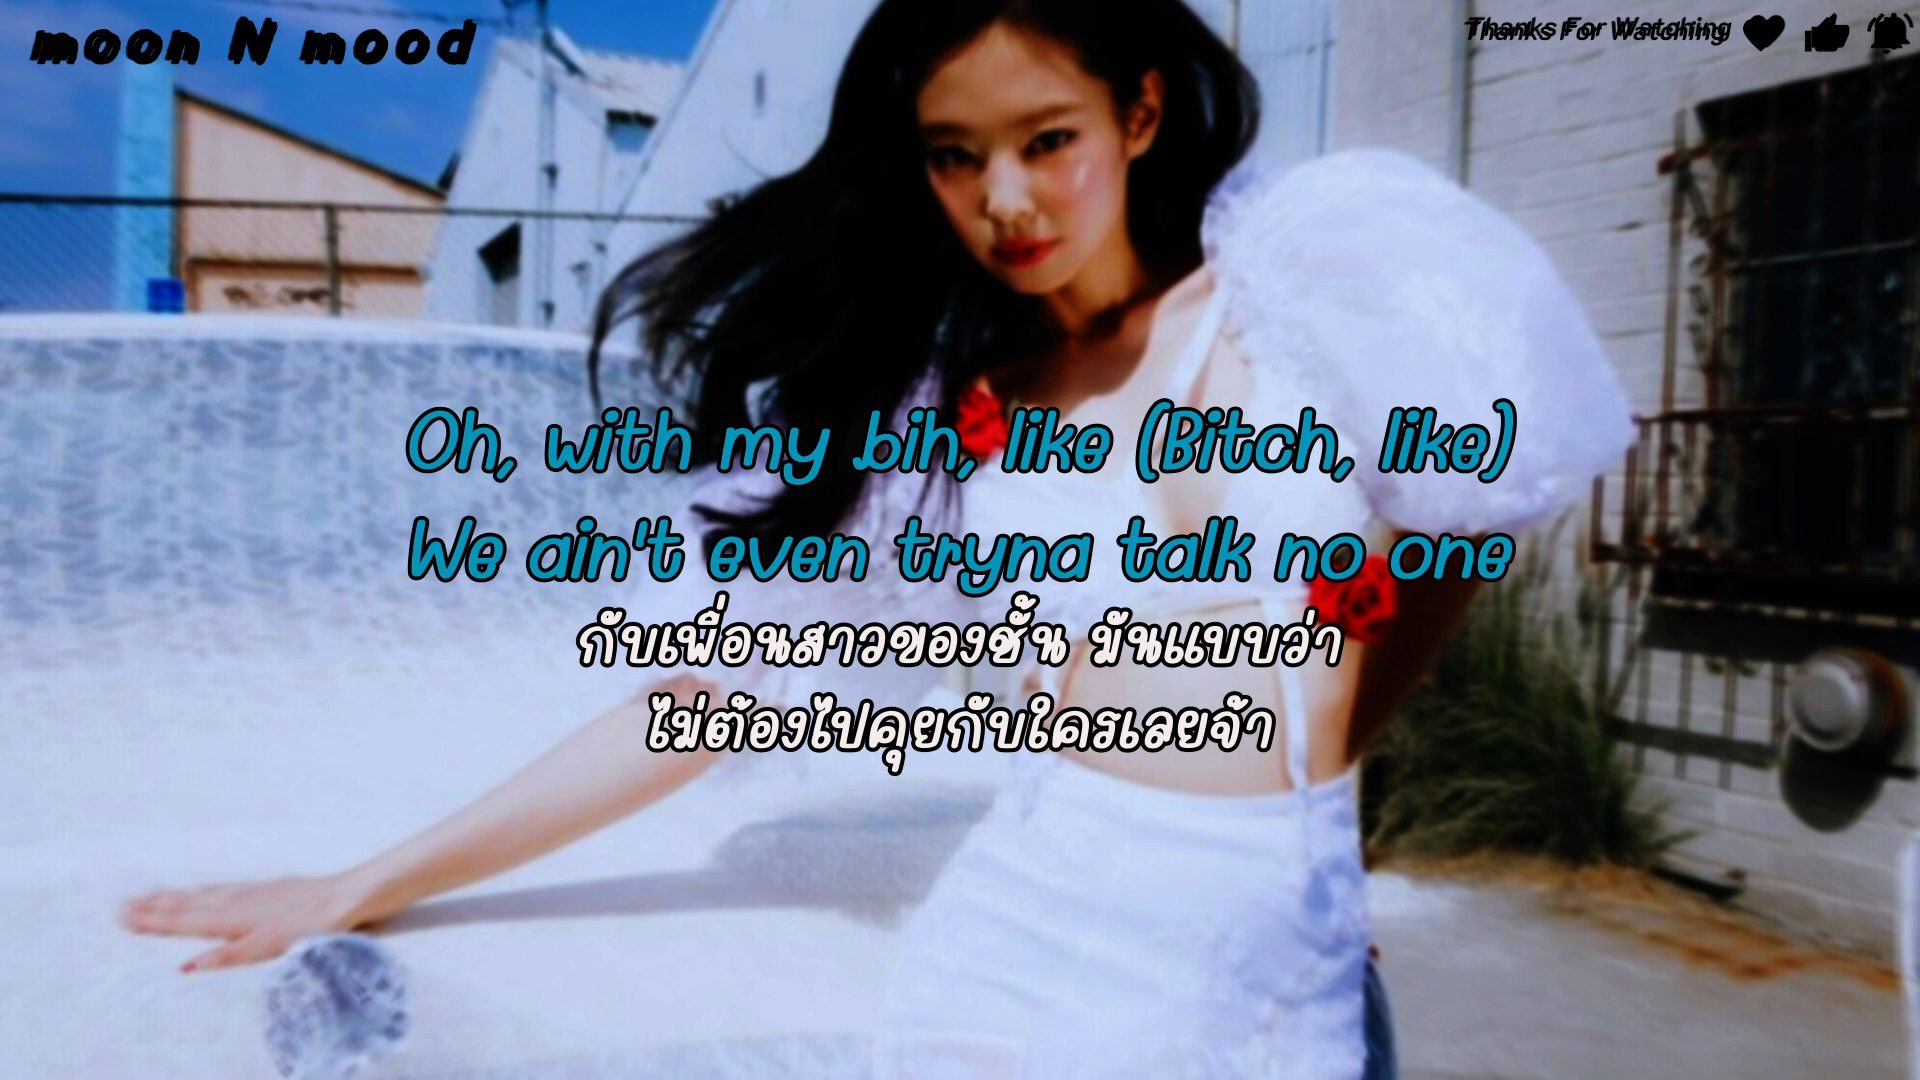 moon N mood
Thanks For Watching
Oh, with my bih, like (Bitch, like)
We ain't even tryna talk no one
กับเพื่อนสาวของชั้น มันแบบว่า
ไม่ต้องไปคุยกับใครเลยจ้า